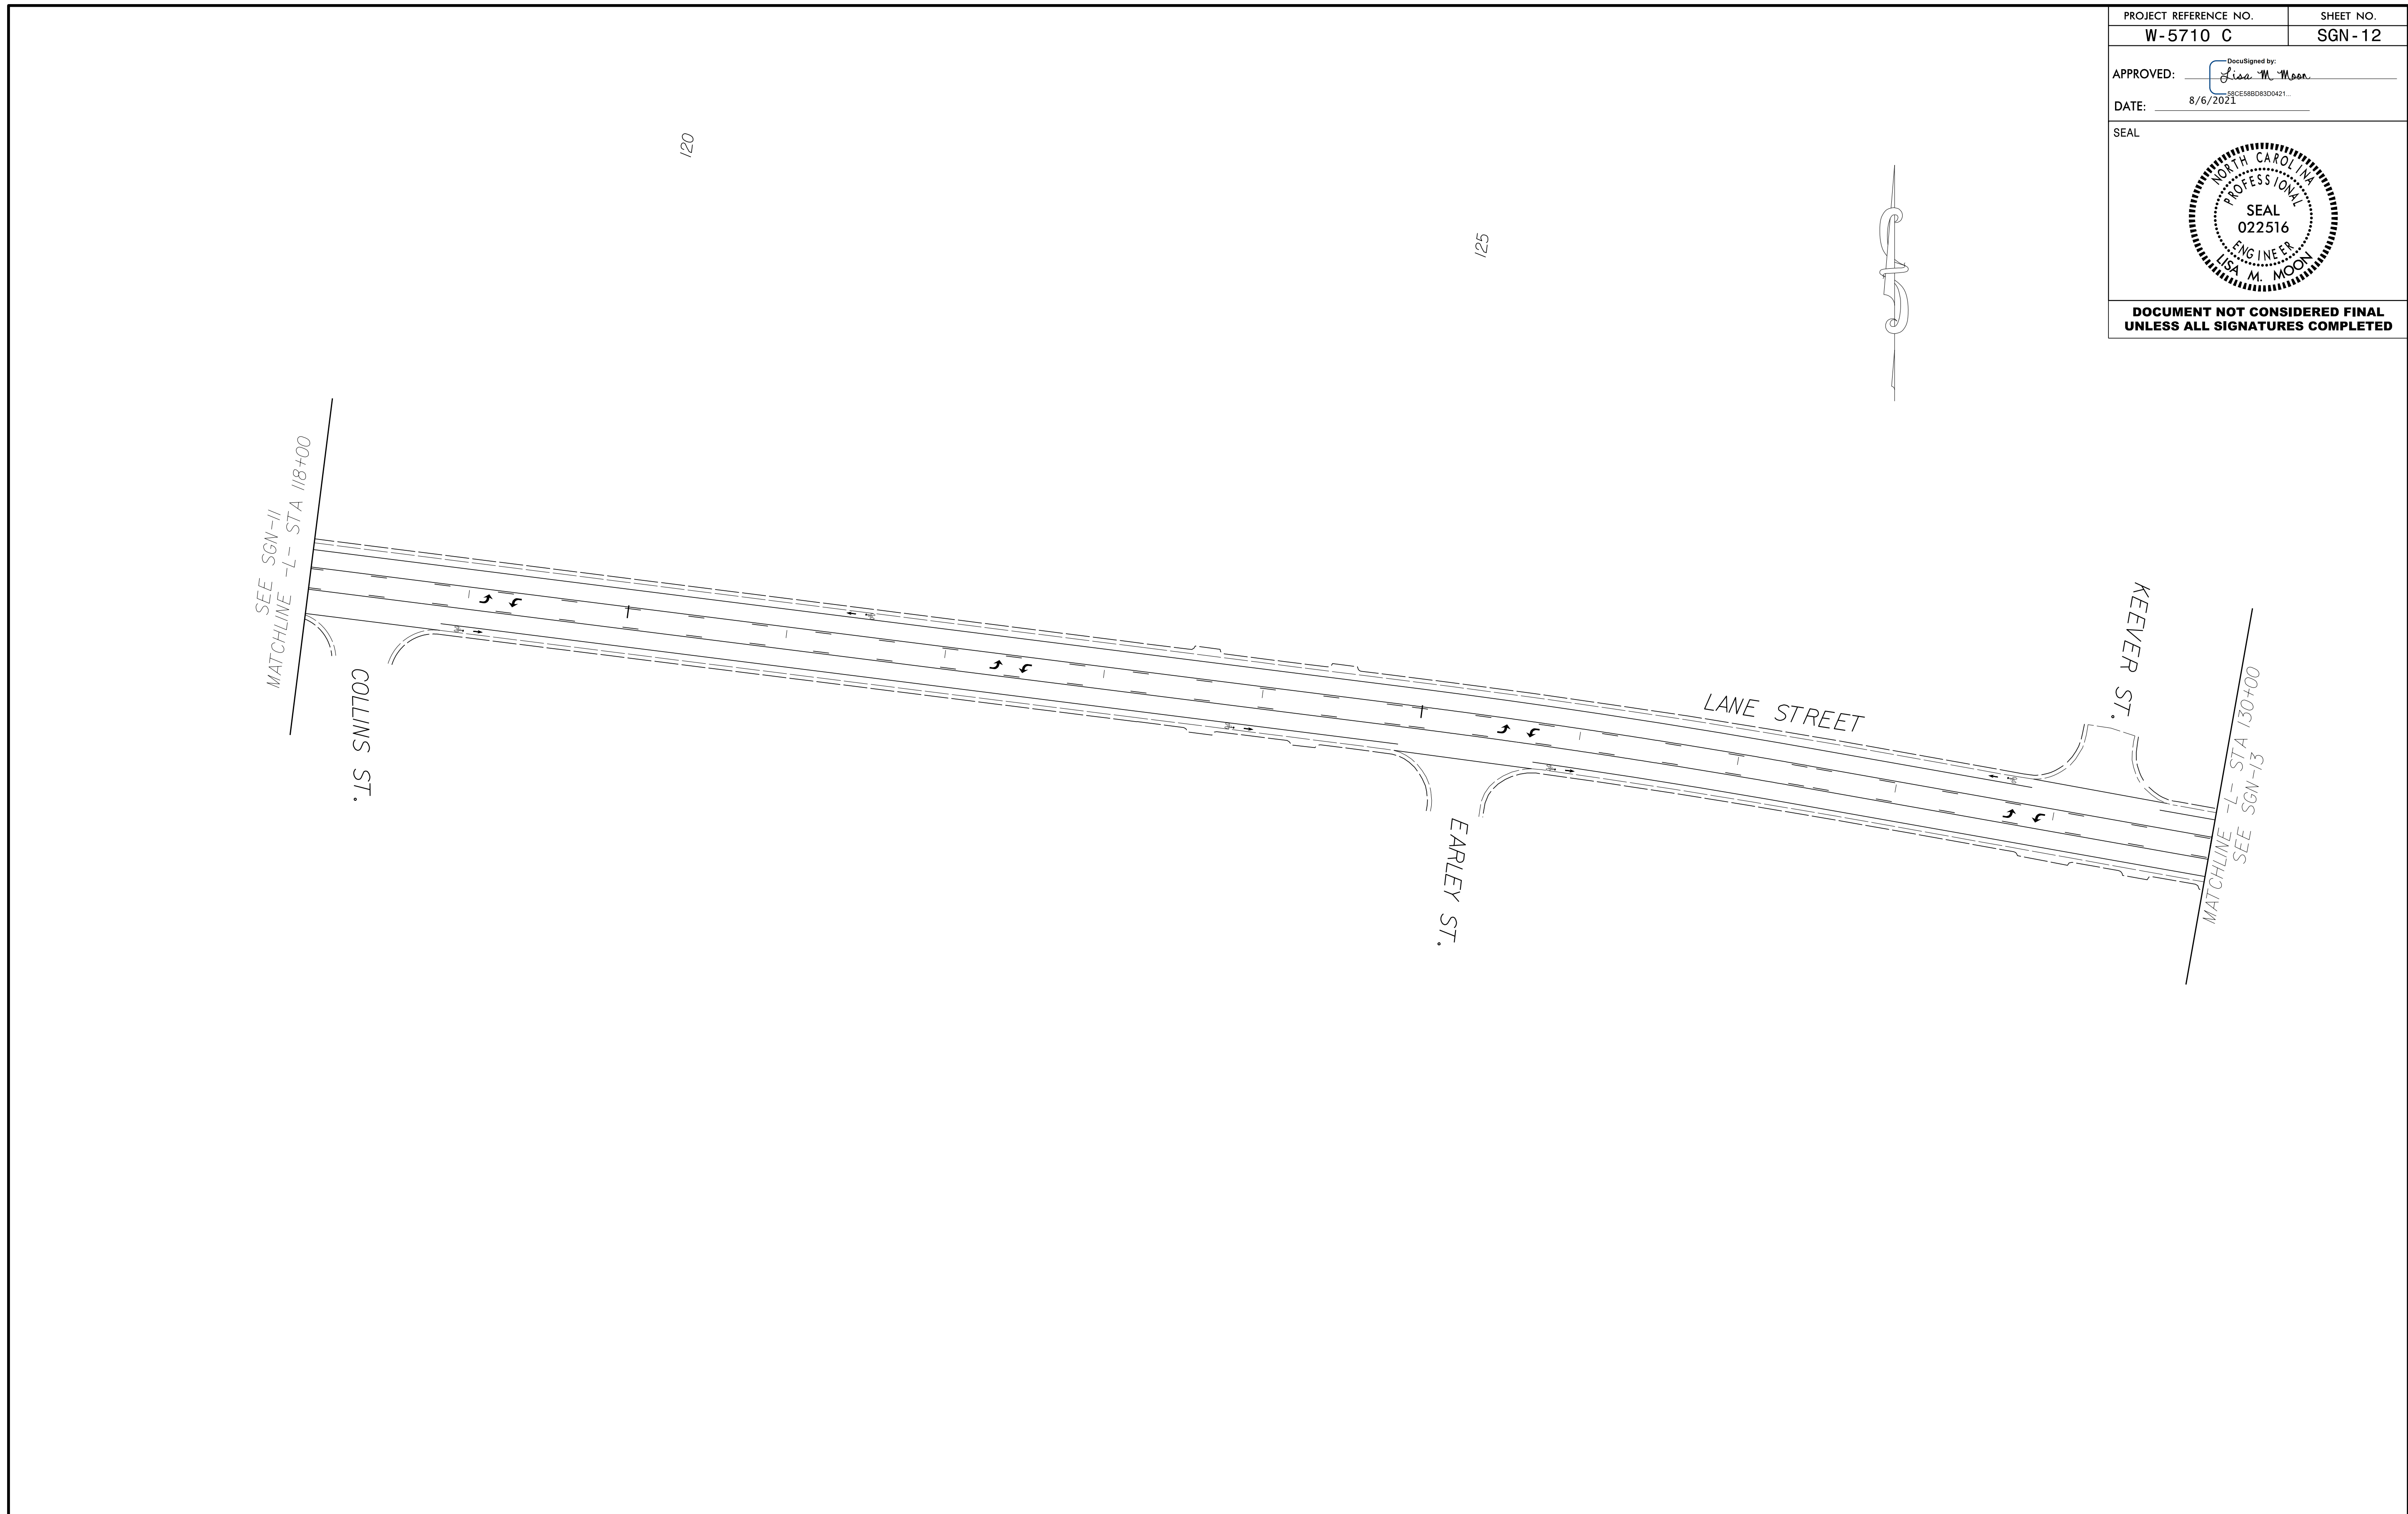 PROJECT REFERENCE NO.
SHEET NO.
W-5710 C
SGN-12
APPROVED:
DocuSigned by:
Lisa M Moon
58CE58BD83D0421...
DATE:
8/6/2021
SEAL
NORTH CAROLINA
PROFESSIONAL
SEAL
022516
ENGINEER
LISA M. MOON
DOCUMENT NOT CONSIDERED FINAL
UNLESS ALL SIGNATURES COMPLETED
120
125
SEE SGN-11
MATCHLINE -L- STA 118+00
COLLINS ST.
LANE STREET
EARLEY ST.
KEEVER ST.
MATCHLINE -L- STA 130+00
SEE SGN-13